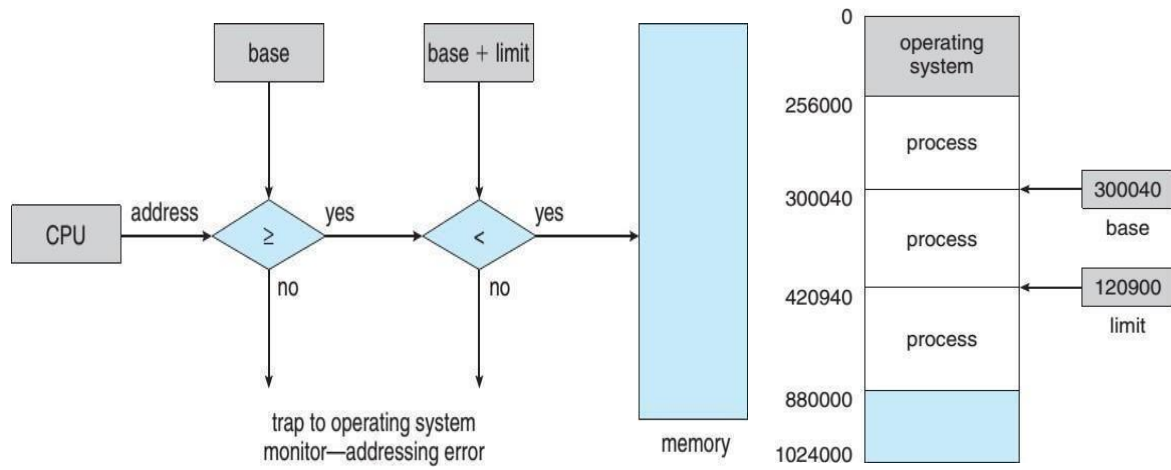 base
base + limit
CPU
address
≥
yes
<
yes
no
no
trap to operating system
monitor—addressing error
memory
0
operating
system
256000
process
300040
300040
base
process
420940
120900
limit
process
880000
1024000